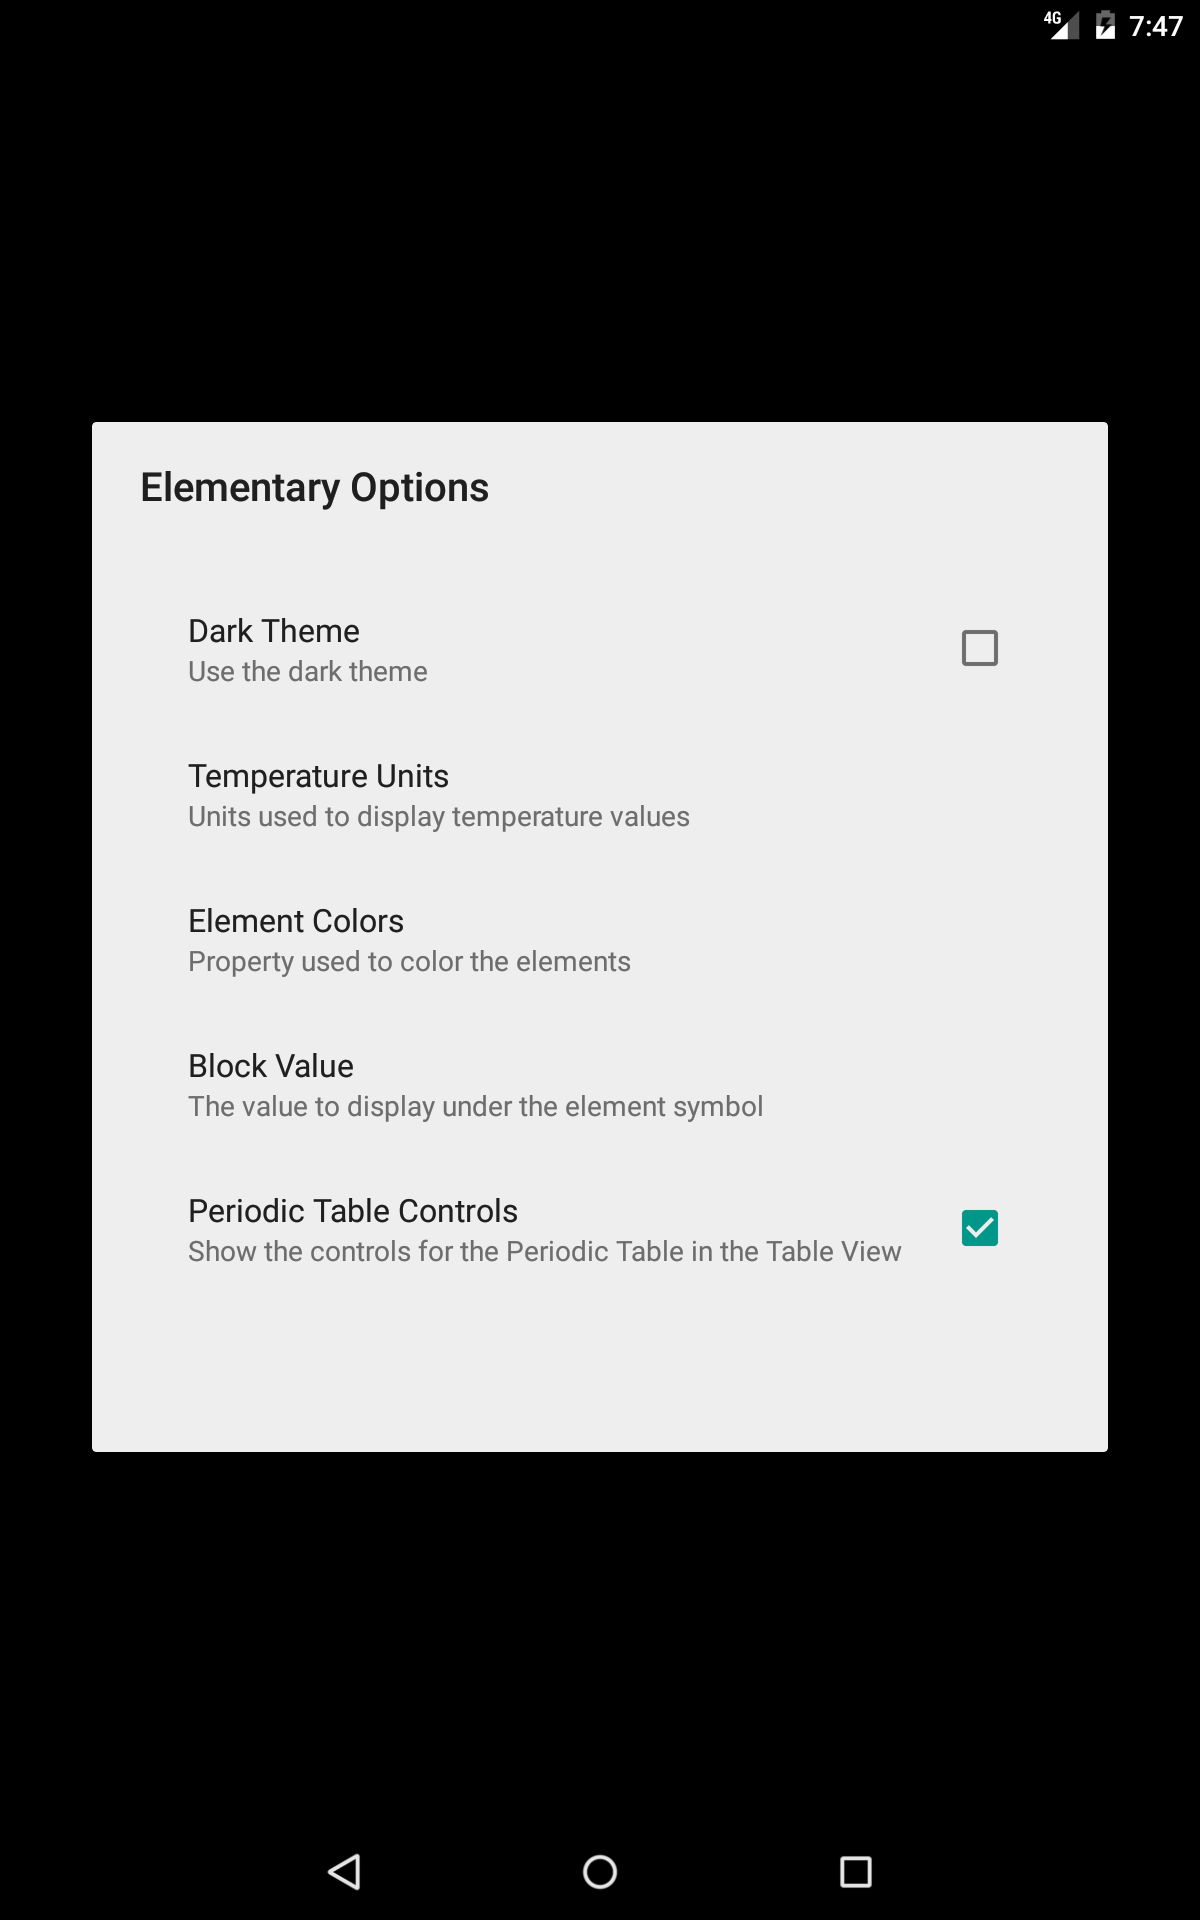 4G 7:47
Elementary Options
Dark Theme
Use the dark theme
Temperature Units
Units used to display temperature values
Element Colors
Property used to color the elements
Block Value
The value to display under the element symbol
Periodic Table Controls
Show the controls for the Periodic Table in the Table View